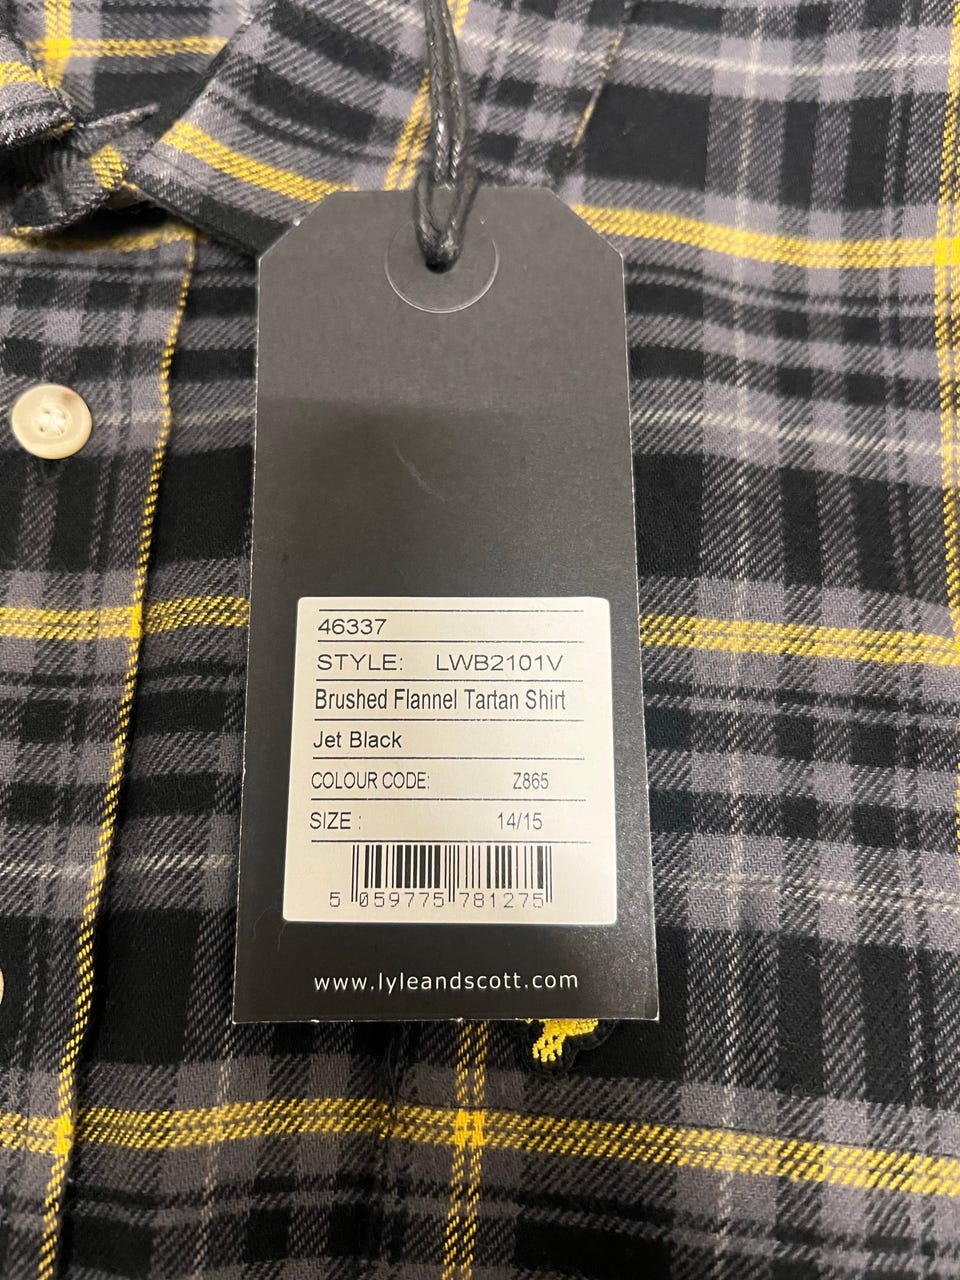 46337
STYLE: LWB2101V
Brushed Flannel Tartan Shirt
Jet Black
COLOUR CODE: Z865
SIZE : 14/15
5 059775 781275
www.lyleandscott.com